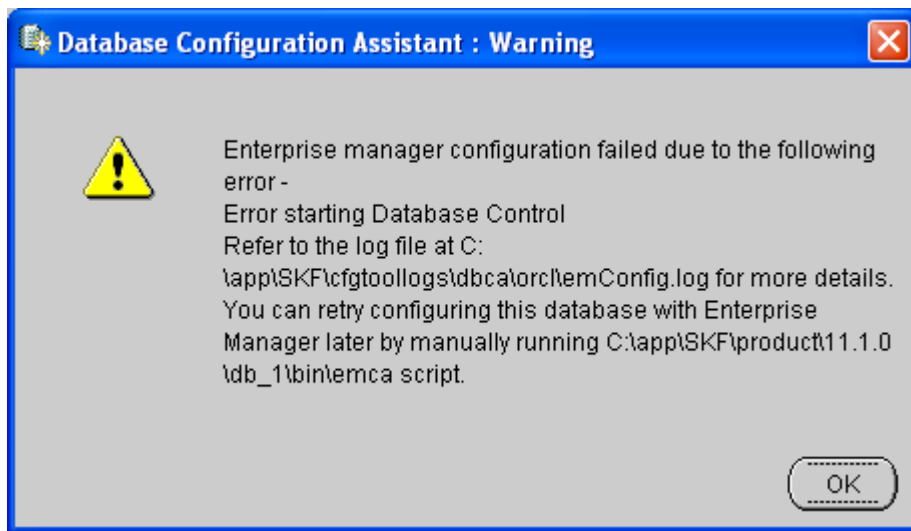 Database Configuration Assistant : Warning
Enterprise manager configuration failed due to the following
error -
Error starting Database Control
Refer to the log file at C:
\app\SKF\cfgtoollogs\dbca\orcl\emConfig.log for more details.
You can retry configuring this database with Enterprise
Manager later by manually running C:\app\SKF\product\11.1.0
\db_1\bin\emca script.
OK